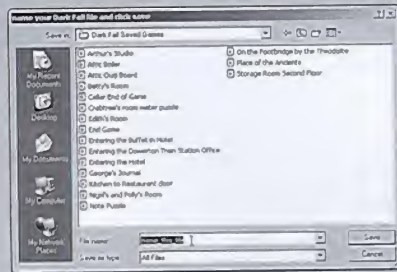 name your Dark Fall file and click save
Save in:
Dark Fall Saved Games
My Recent Documents
Desktop
My Documents
My Computer
My Network Places
Arthur's Studio
Attic Boiler
Attic Ouija Board
Betty's Room
Cellar End of Game
Crabtree's room water puzzle
Edith's Room
End Game
Entering the Buffet in Hotel
Entering the Dowerton Train Station Office
Entering the Hotel
George's Journal
Kitchen to Restaurant door
Nigel's and Polly's Room
Note Puzzle
On the Footbridge by the Theodolite
Place of the Ancients
Storage Room Second Floor
File name:
name_this_file
Save
Save as type:
All Files
Cancel